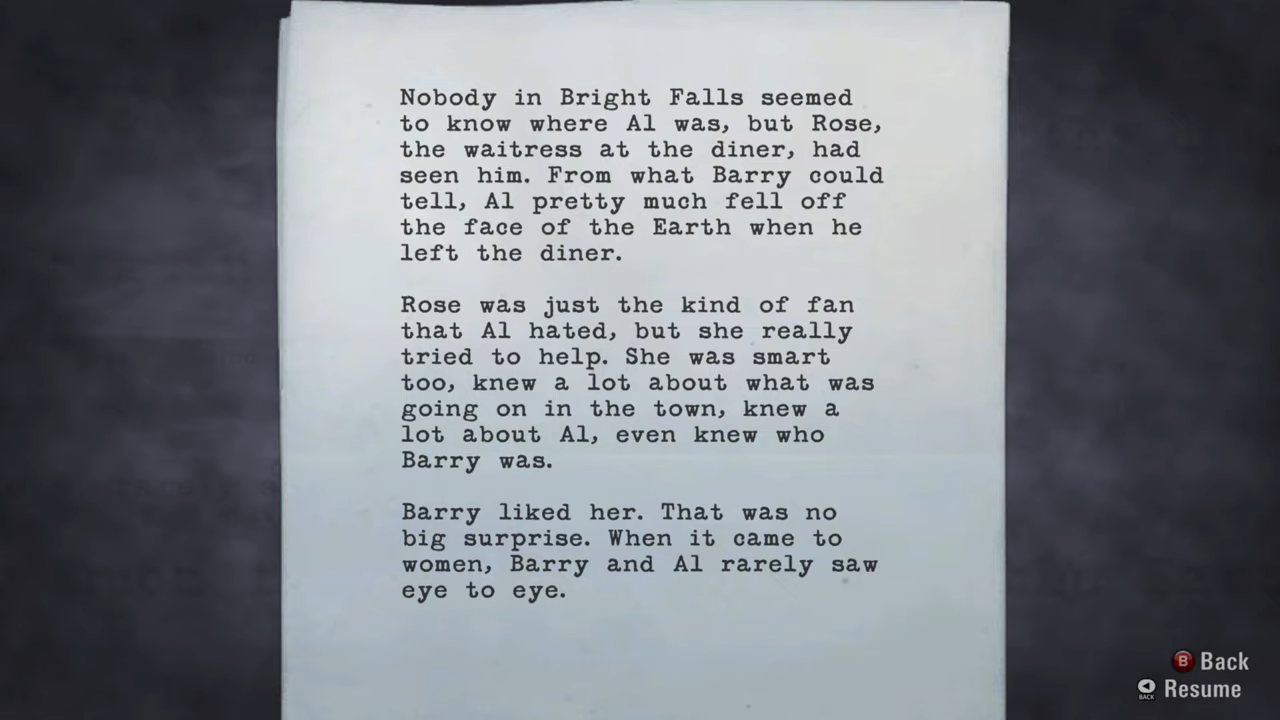 Nobody in Bright Falls seemed
to know where Al was, but Rose,
the waitress at the diner, had
seen him. From what Barry could
tell, Al pretty much fell off
the face of the Earth when he
left the diner.
Rose was just the kind of fan
that Al hated, but she really
tried to help. She was smart
too, knew a lot about what was
going on in the town, knew a
lot about Al, even knew who
Barry was.
Barry liked her. That was no
big surprise. When it came to
women, Barry and Al rarely saw
eye to eye.
B Back
BACK Resume